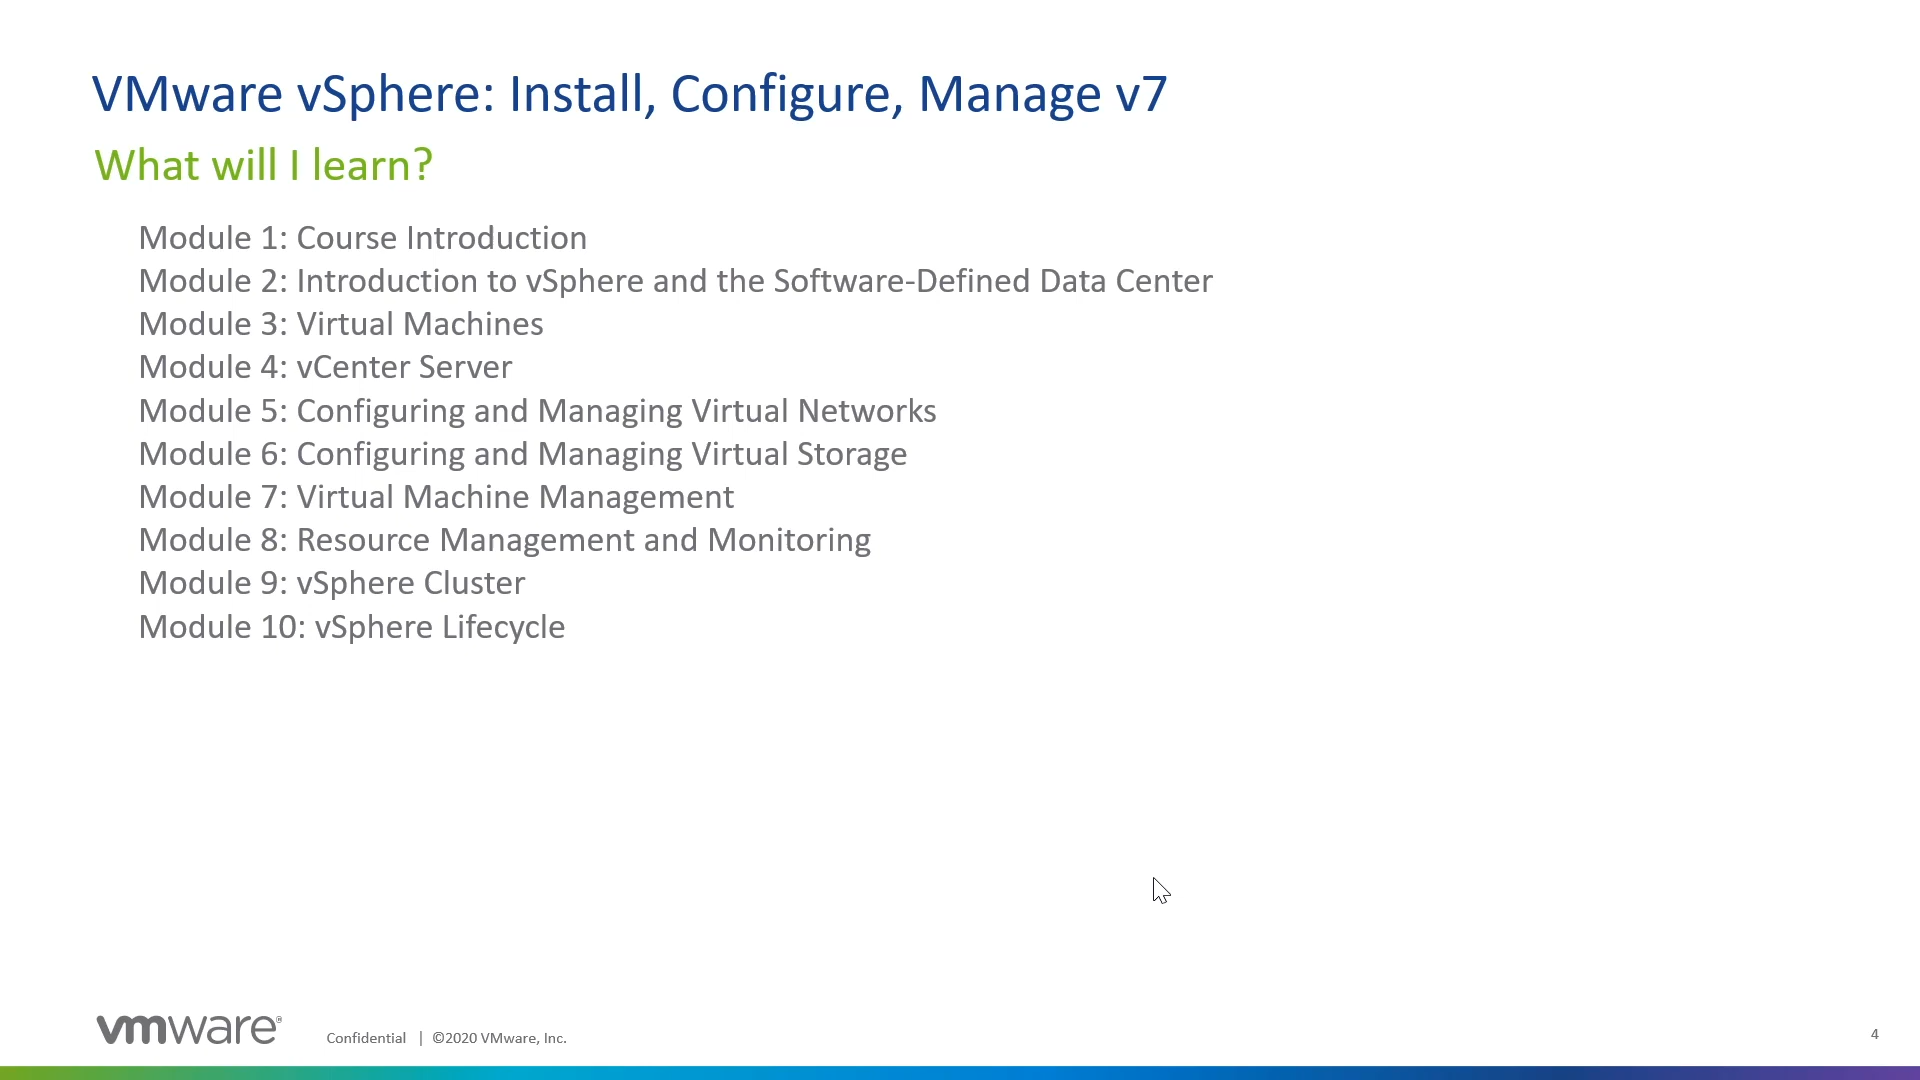 VMware vSphere: Install, Configure, Manage v7
What will I learn?
Module 1: Course Introduction
Module 2: Introduction to vSphere and the Software-Defined Data Center
Module 3: Virtual Machines
Module 4: vCenter Server
Module 5: Configuring and Managing Virtual Networks
Module 6: Configuring and Managing Virtual Storage
Module 7: Virtual Machine Management
Module 8: Resource Management and Monitoring
Module 9: vSphere Cluster
Module 10: vSphere Lifecycle
vmware®
Confidential | ©2020 VMware, Inc.
4